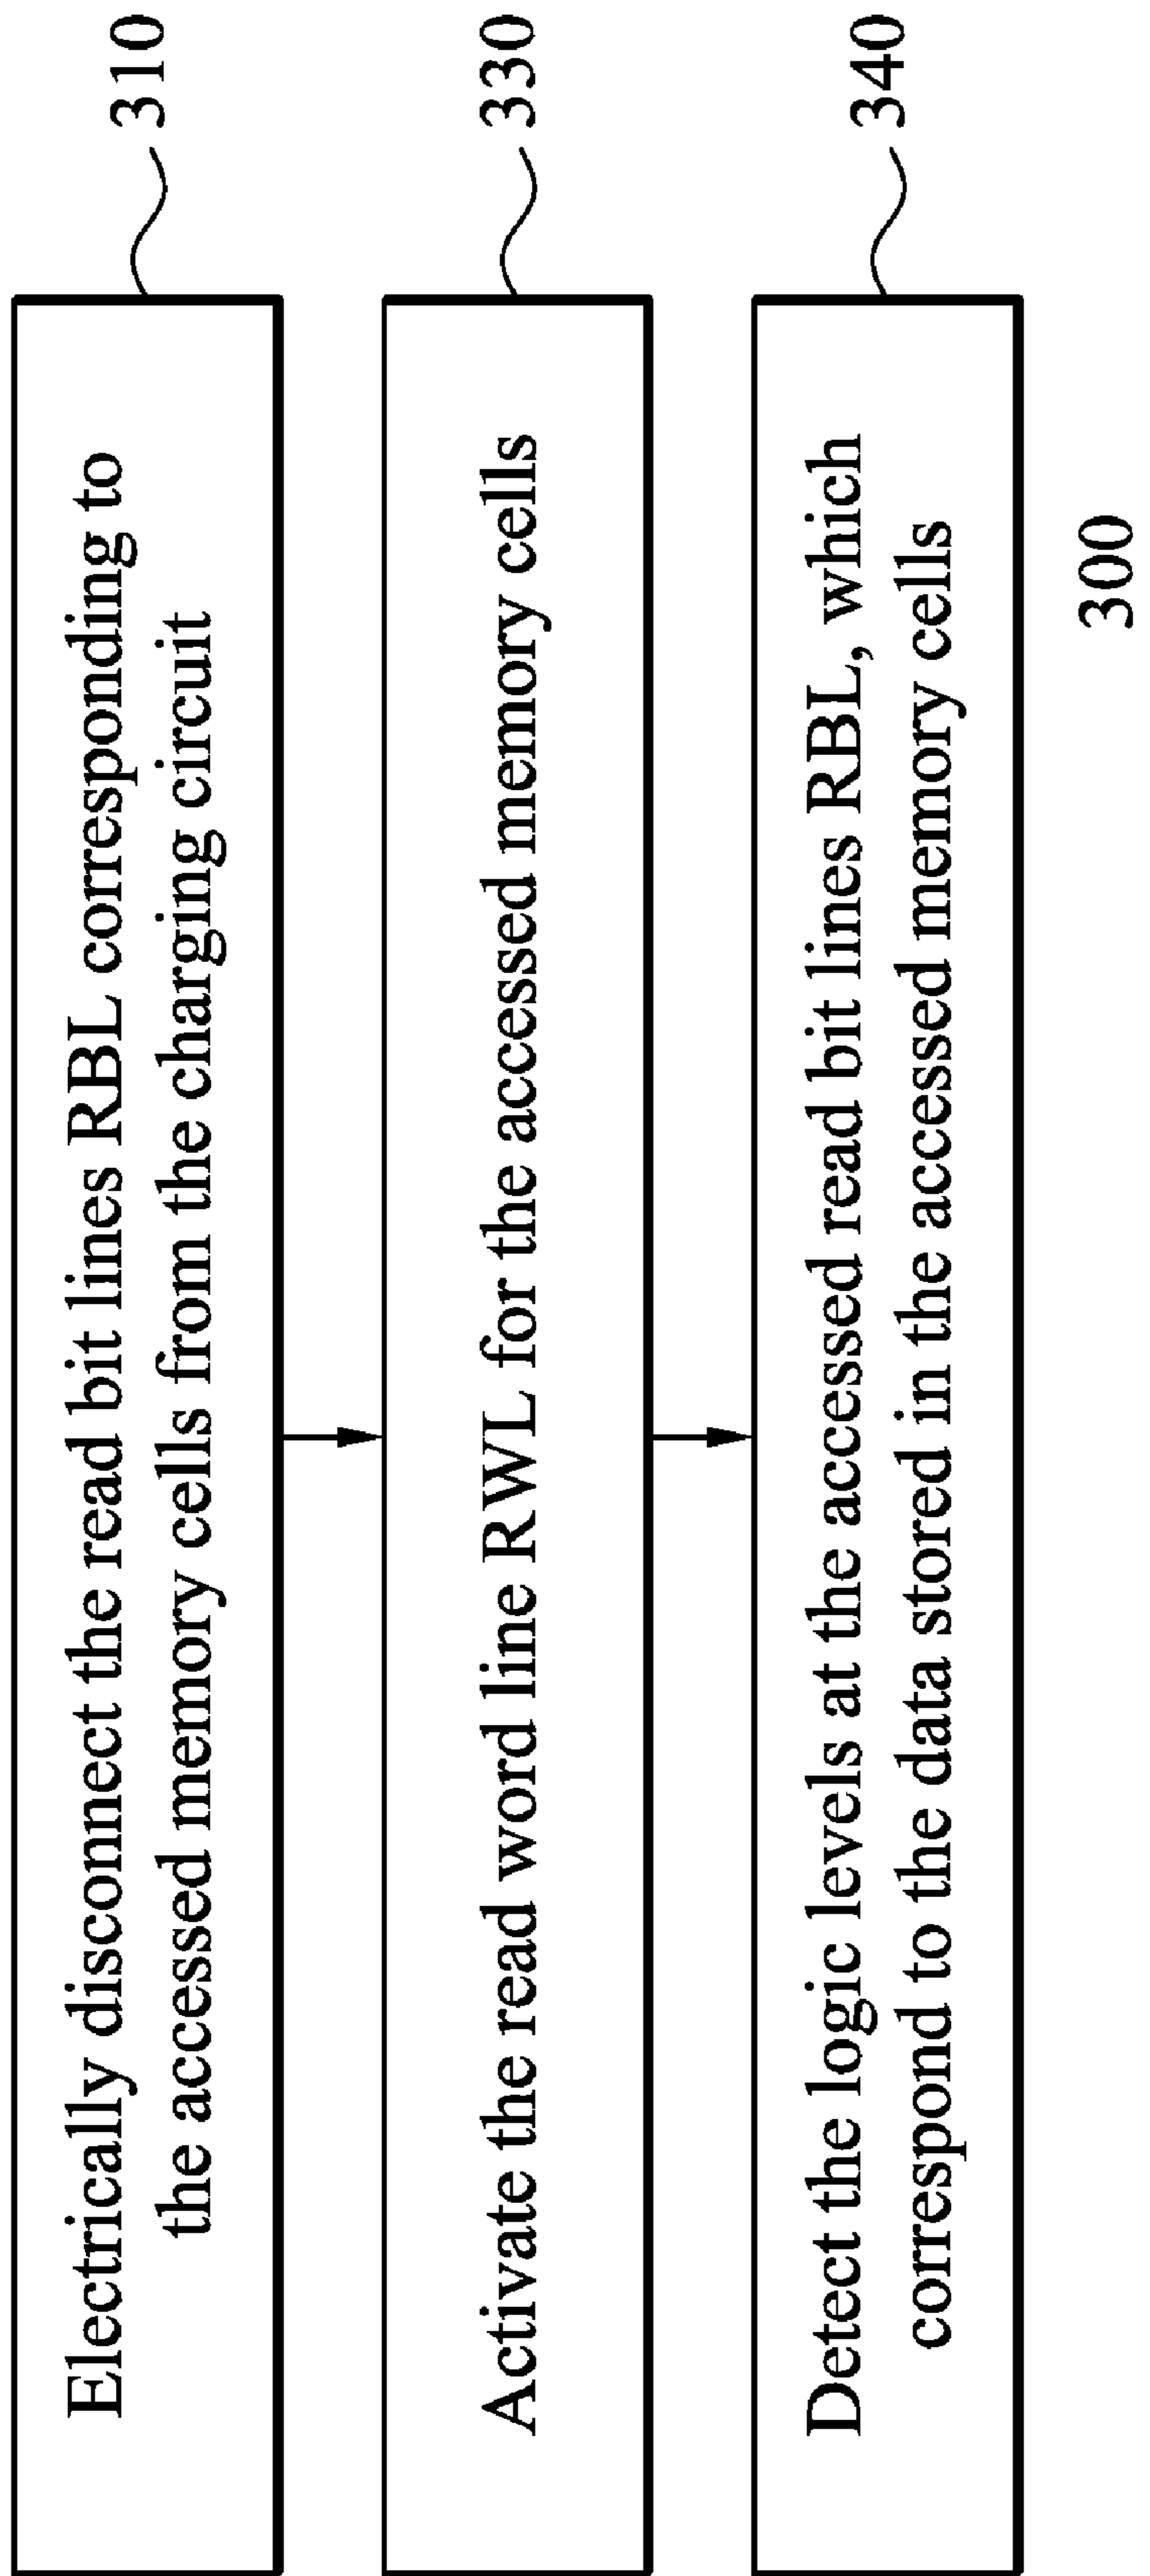 Electrically disconnect the read bit lines RBL corresponding to
the accessed memory cells from the charging circuit
310
Activate the read word line RWL for the accessed memory cells
330
Detect the logic levels at the accessed read bit lines RBL, which
correspond to the data stored in the accessed memory cells
340
300